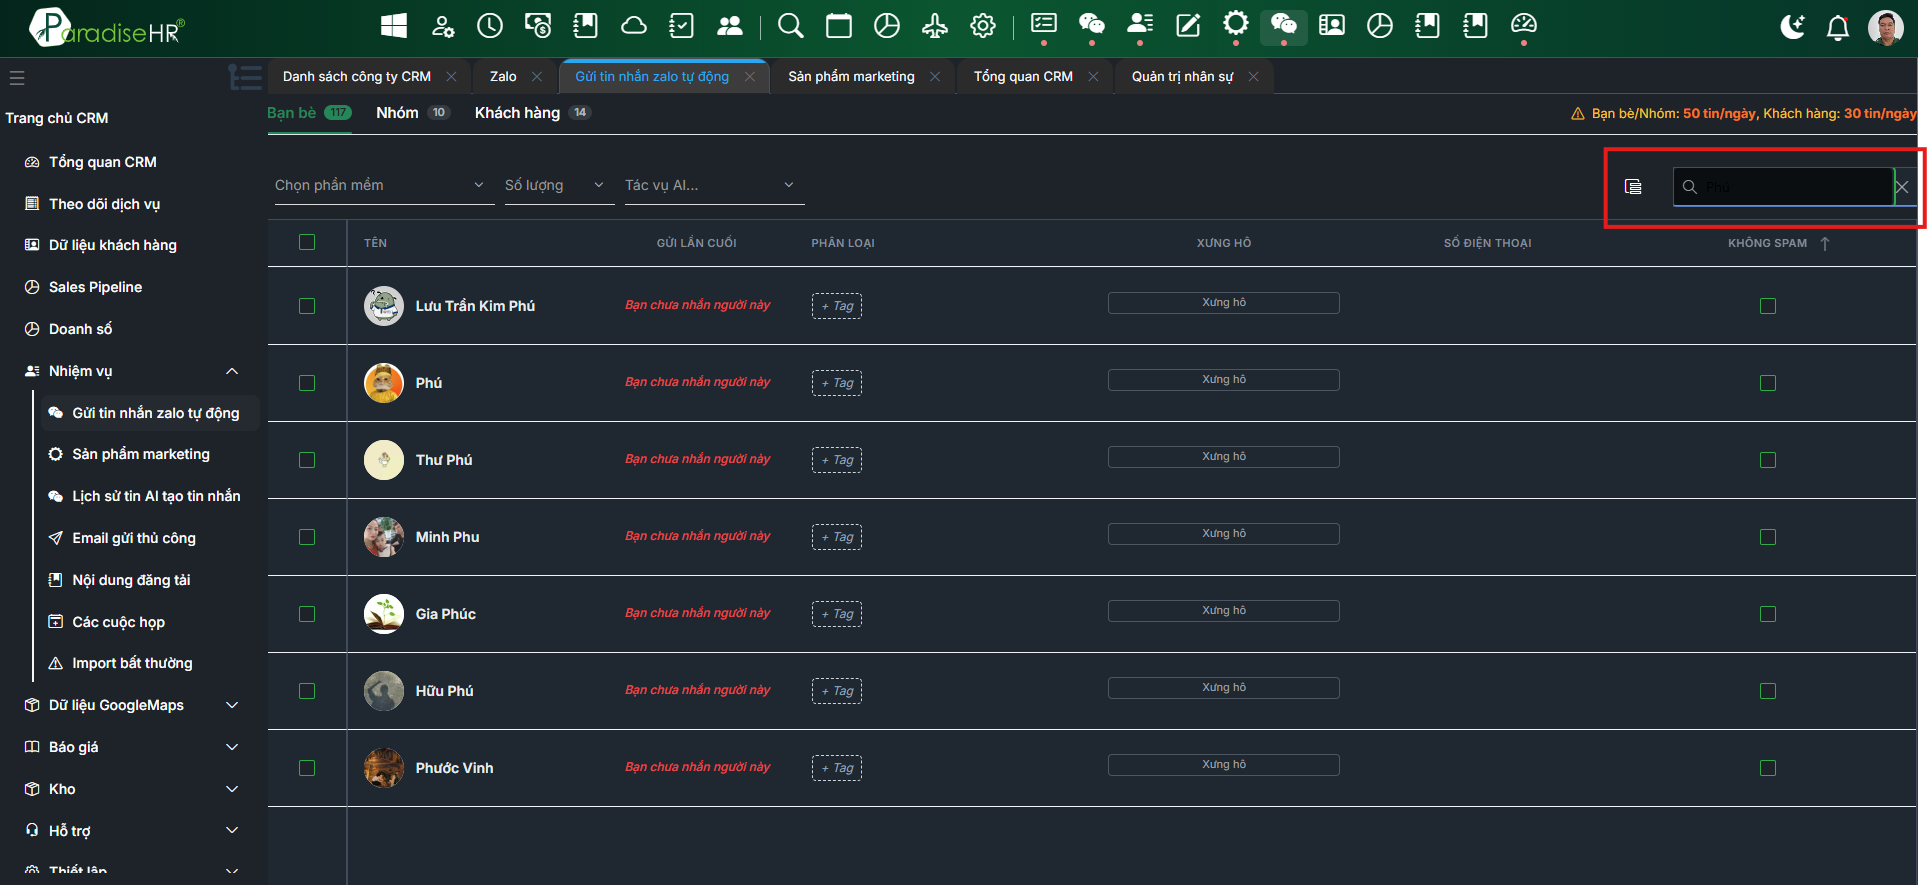 ParadiseHR®
Danh sách công ty CRM
Zalo
Gửi tin nhắn zalo tự động
Sản phẩm marketing
Tổng quan CRM
Quản trị nhân sự
Bạn bè 117
Nhóm 10
Khách hàng 14
Bạn bè/Nhóm: 50 tin/ngày, Khách hàng: 30 tin/ngày
Trang chủ CRM
Tổng quan CRM
Theo dõi dịch vụ
Dữ liệu khách hàng
Sales Pipeline
Doanh số
Nhiệm vụ
Gửi tin nhắn zalo tự động
Sản phẩm marketing
Lịch sử tin AI tạo tin nhắn
Email gửi thủ công
Nội dung đăng tải
Các cuộc họp
Import bất thường
Dữ liệu GoogleMaps
Báo giá
Kho
Hỗ trợ
Thiết lập
Chọn phần mềm
Số lượng
Tác vụ AI...
Phú
TÊN
GỬI LẦN CUỐI
PHÂN LOẠI
XƯNG HÔ
SỐ ĐIỆN THOẠI
KHÔNG SPAM
Lưu Trần Kim Phú
Bạn chưa nhắn người này
+ Tag
Xưng hô
Phú
Bạn chưa nhắn người này
+ Tag
Xưng hô
Thư Phú
Bạn chưa nhắn người này
+ Tag
Xưng hô
Minh Phu
Bạn chưa nhắn người này
+ Tag
Xưng hô
Gia Phúc
Bạn chưa nhắn người này
+ Tag
Xưng hô
Hữu Phú
Bạn chưa nhắn người này
+ Tag
Xưng hô
Phước Vinh
Bạn chưa nhắn người này
+ Tag
Xưng hô